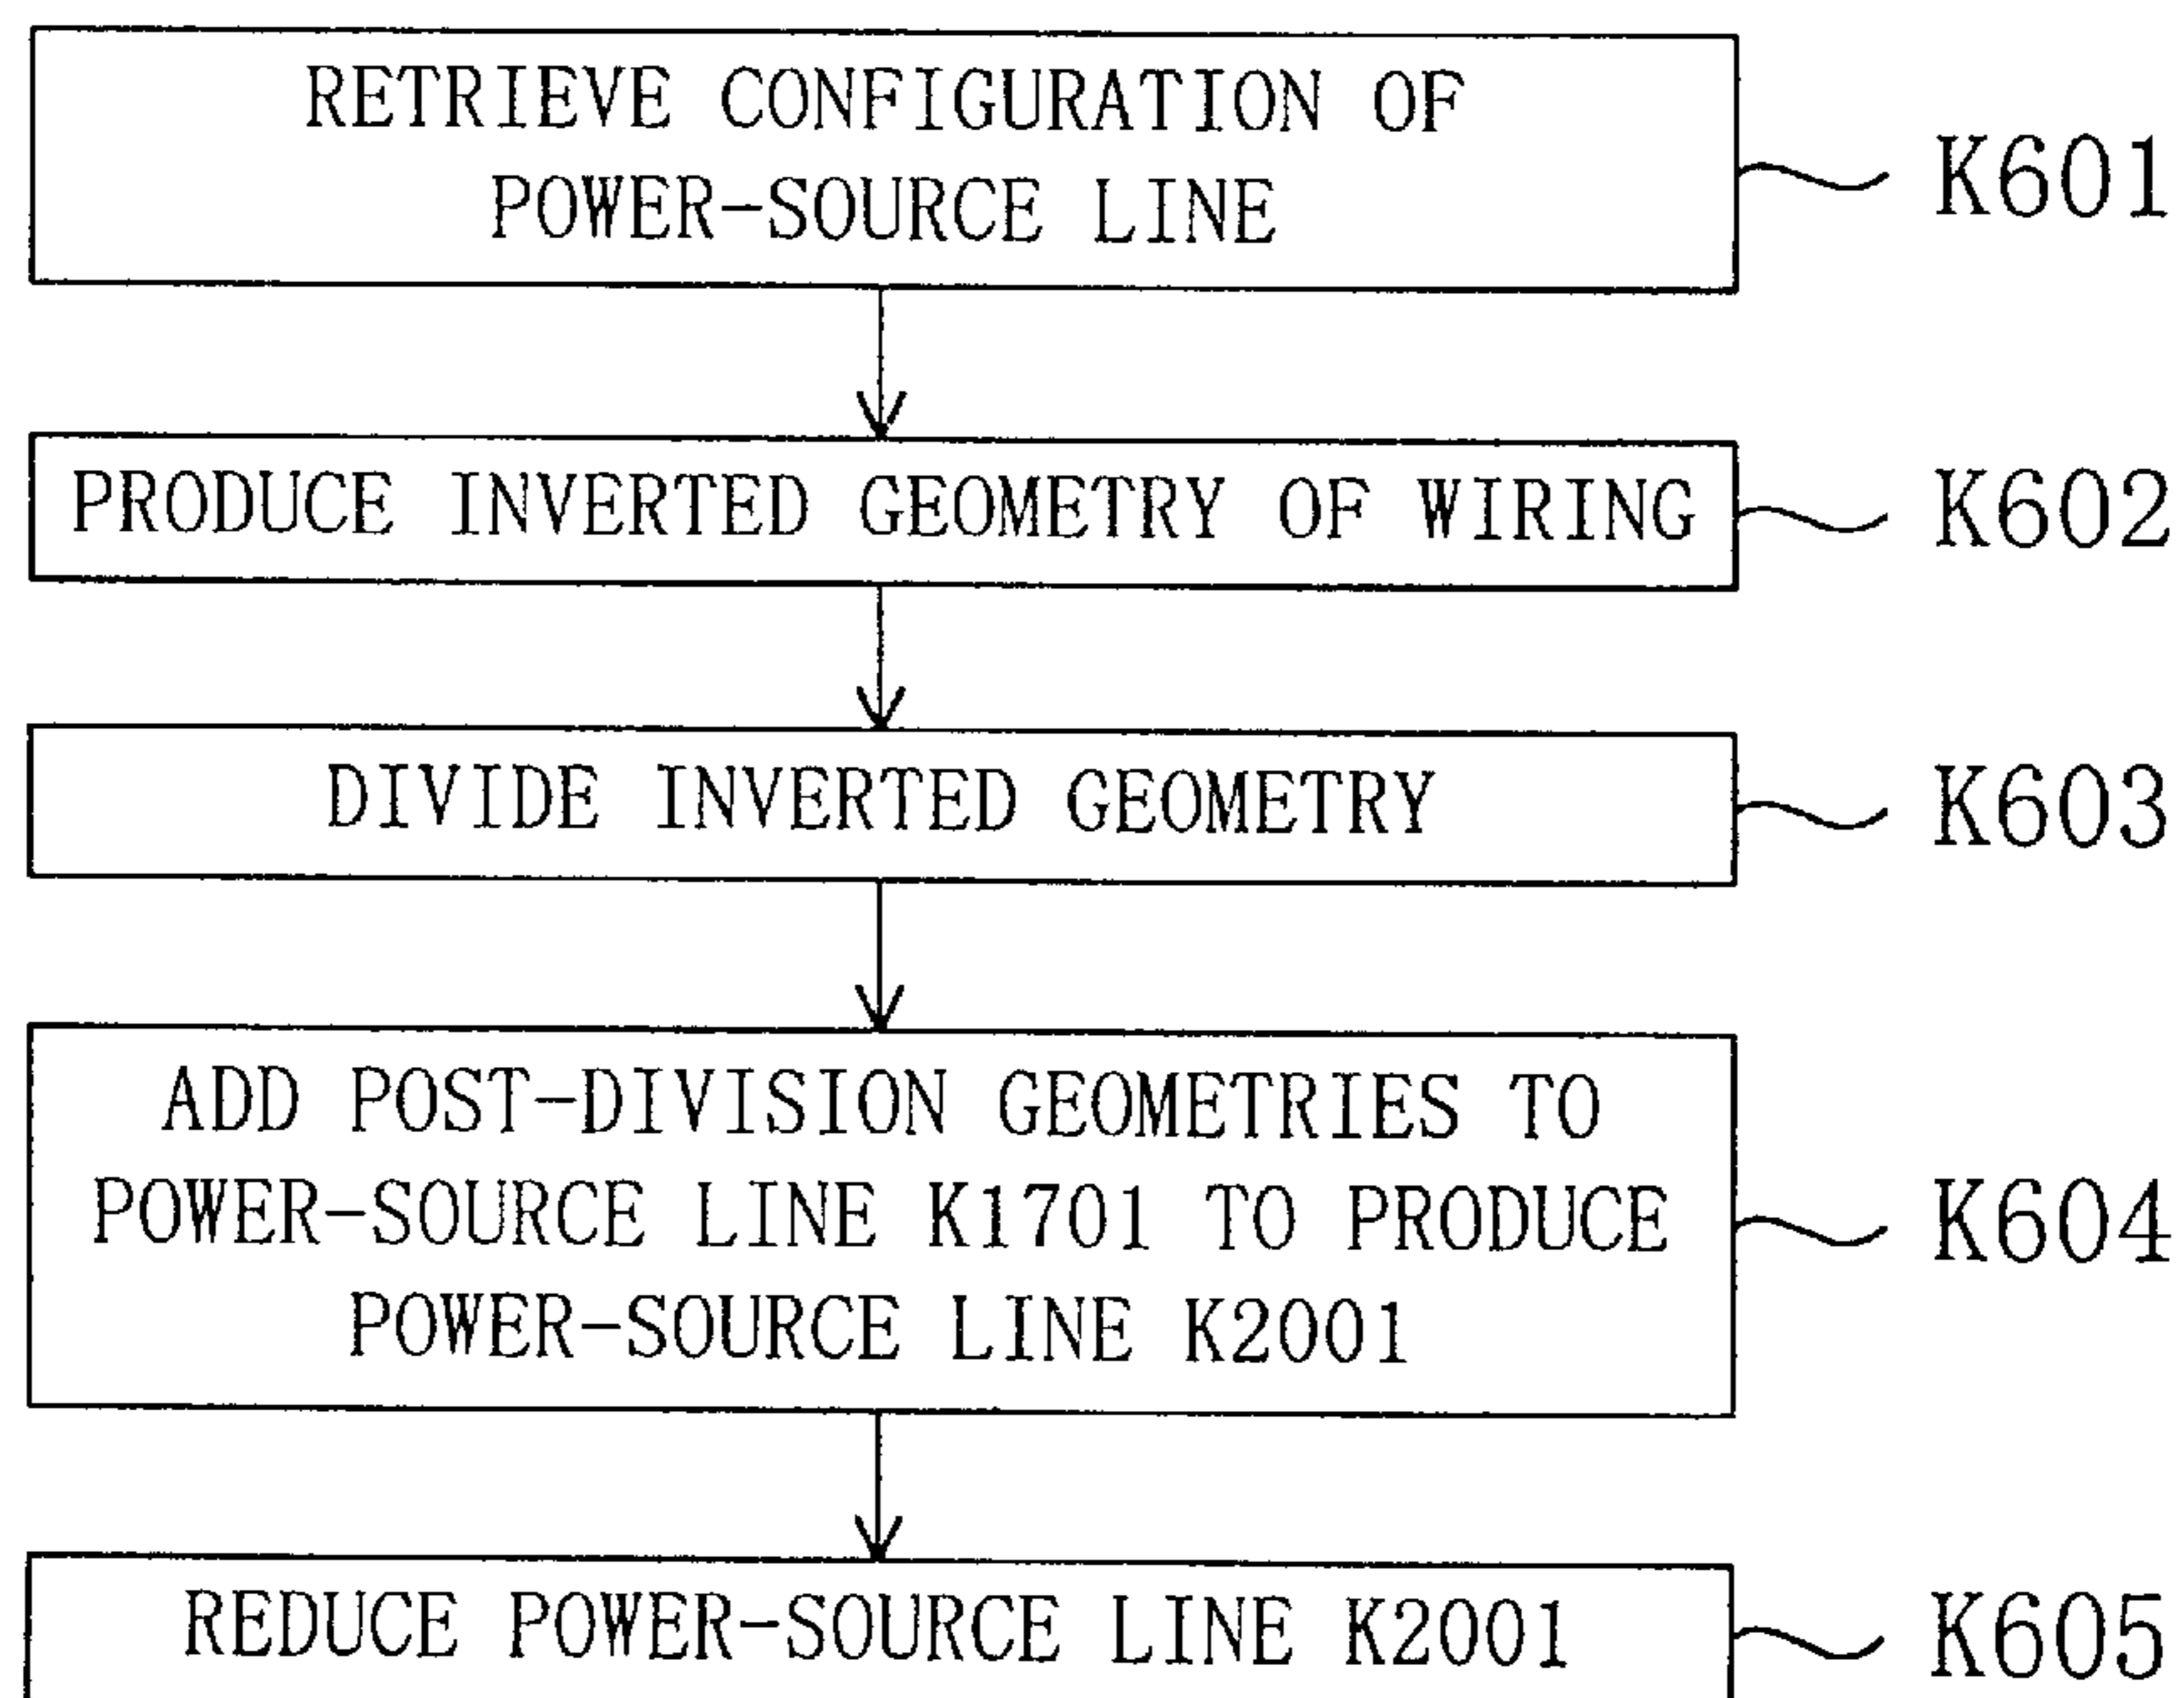 RETRIEVE CONFIGURATION OF
POWER-SOURCE LINE
K601
PRODUCE INVERTED GEOMETRY OF WIRING
K602
DIVIDE INVERTED GEOMETRY
K603
ADD POST-DIVISION GEOMETRIES TO
POWER-SOURCE LINE K1701 TO PRODUCE
POWER-SOURCE LINE K2001
K604
REDUCE POWER-SOURCE LINE K2001
K605